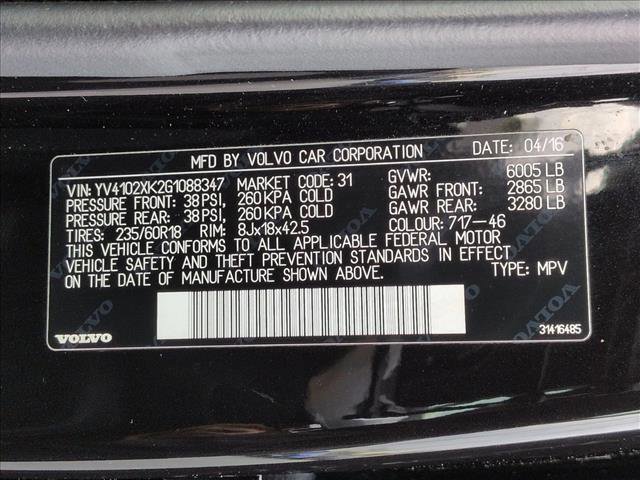 MFD BY VOLVO CAR CORPORATION DATE: 04/16
VIN: YV4102XK2G1088347 MARKET CODE: 31 GVWR: 6005 LB
PRESSURE FRONT: 38 PSI, 260 KPA COLD GAWR FRONT: 2865 LB
PRESSURE REAR: 38 PSI, 260 KPA COLD GAWR REAR: 3280 LB
TIRES: 235/60R18 RIM: 8Jx18x42.5 COLOUR: 717-46
THIS VEHICLE CONFORMS TO ALL APPLICABLE FEDERAL MOTOR
VEHICLE SAFETY AND THEFT PREVENTION STANDARDS IN EFFECT
ON THE DATE OF MANUFACTURE SHOWN ABOVE. TYPE: MPV
VOLVO 31416485